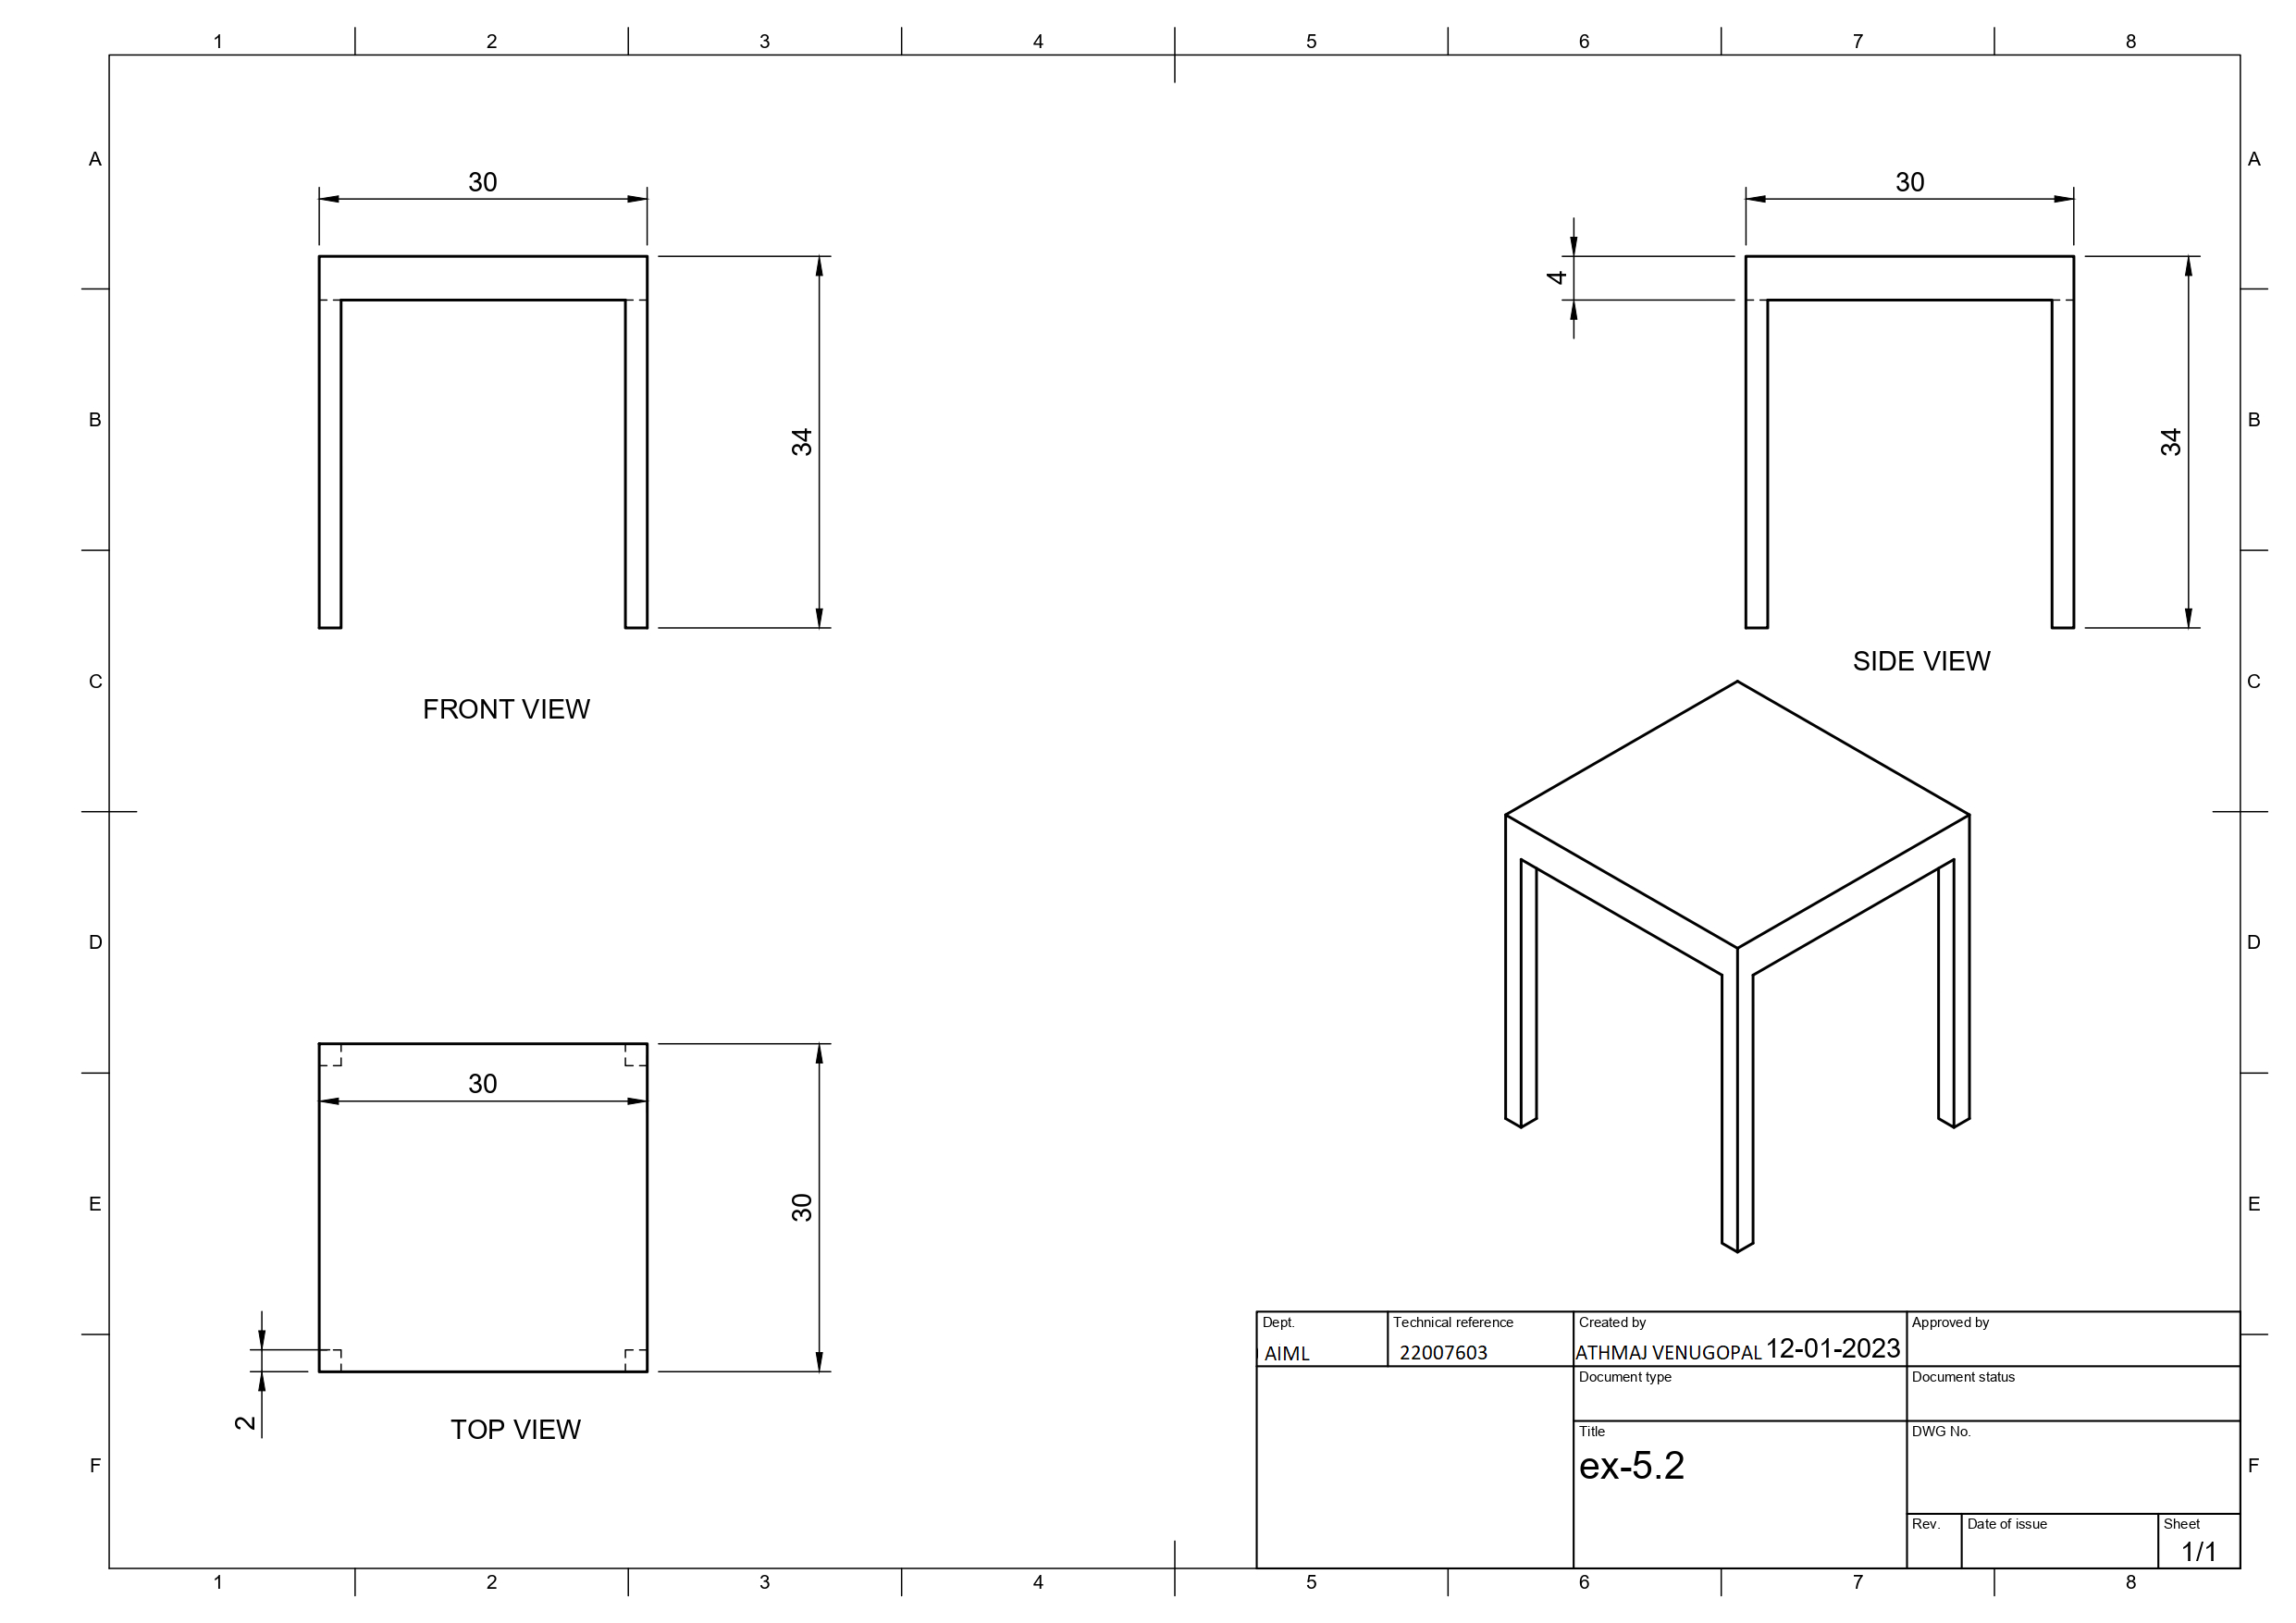 1 2 3 4 5 6 7 8
A A
30 30
4
B B
34 34
SIDE VIEW
C C
FRONT VIEW
D D
30
E E
30
2
TOP VIEW
F F
Dept. Technical reference Created by Approved by
AIML 22007603 ATHMAJ VENUGOPAL 12-01-2023
Document type Document status
Title DWG No.
ex-5.2
Rev. Date of issue Sheet
1/1
1 2 3 4 5 6 7 8